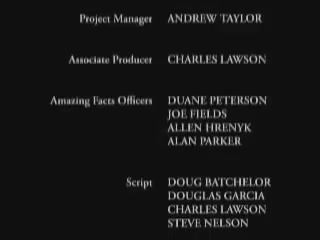 Project Manager ANDREW TAYLOR
Associate Producer CHARLES LAWSON
Amazing Facts Officers DUANE PETERSON
JOE FIELDS
ALLEN HRENYK
ALAN PARKER
Script DOUG BATCHELOR
DOUGLAS GARCIA
CHARLES LAWSON
STEVE NELSON